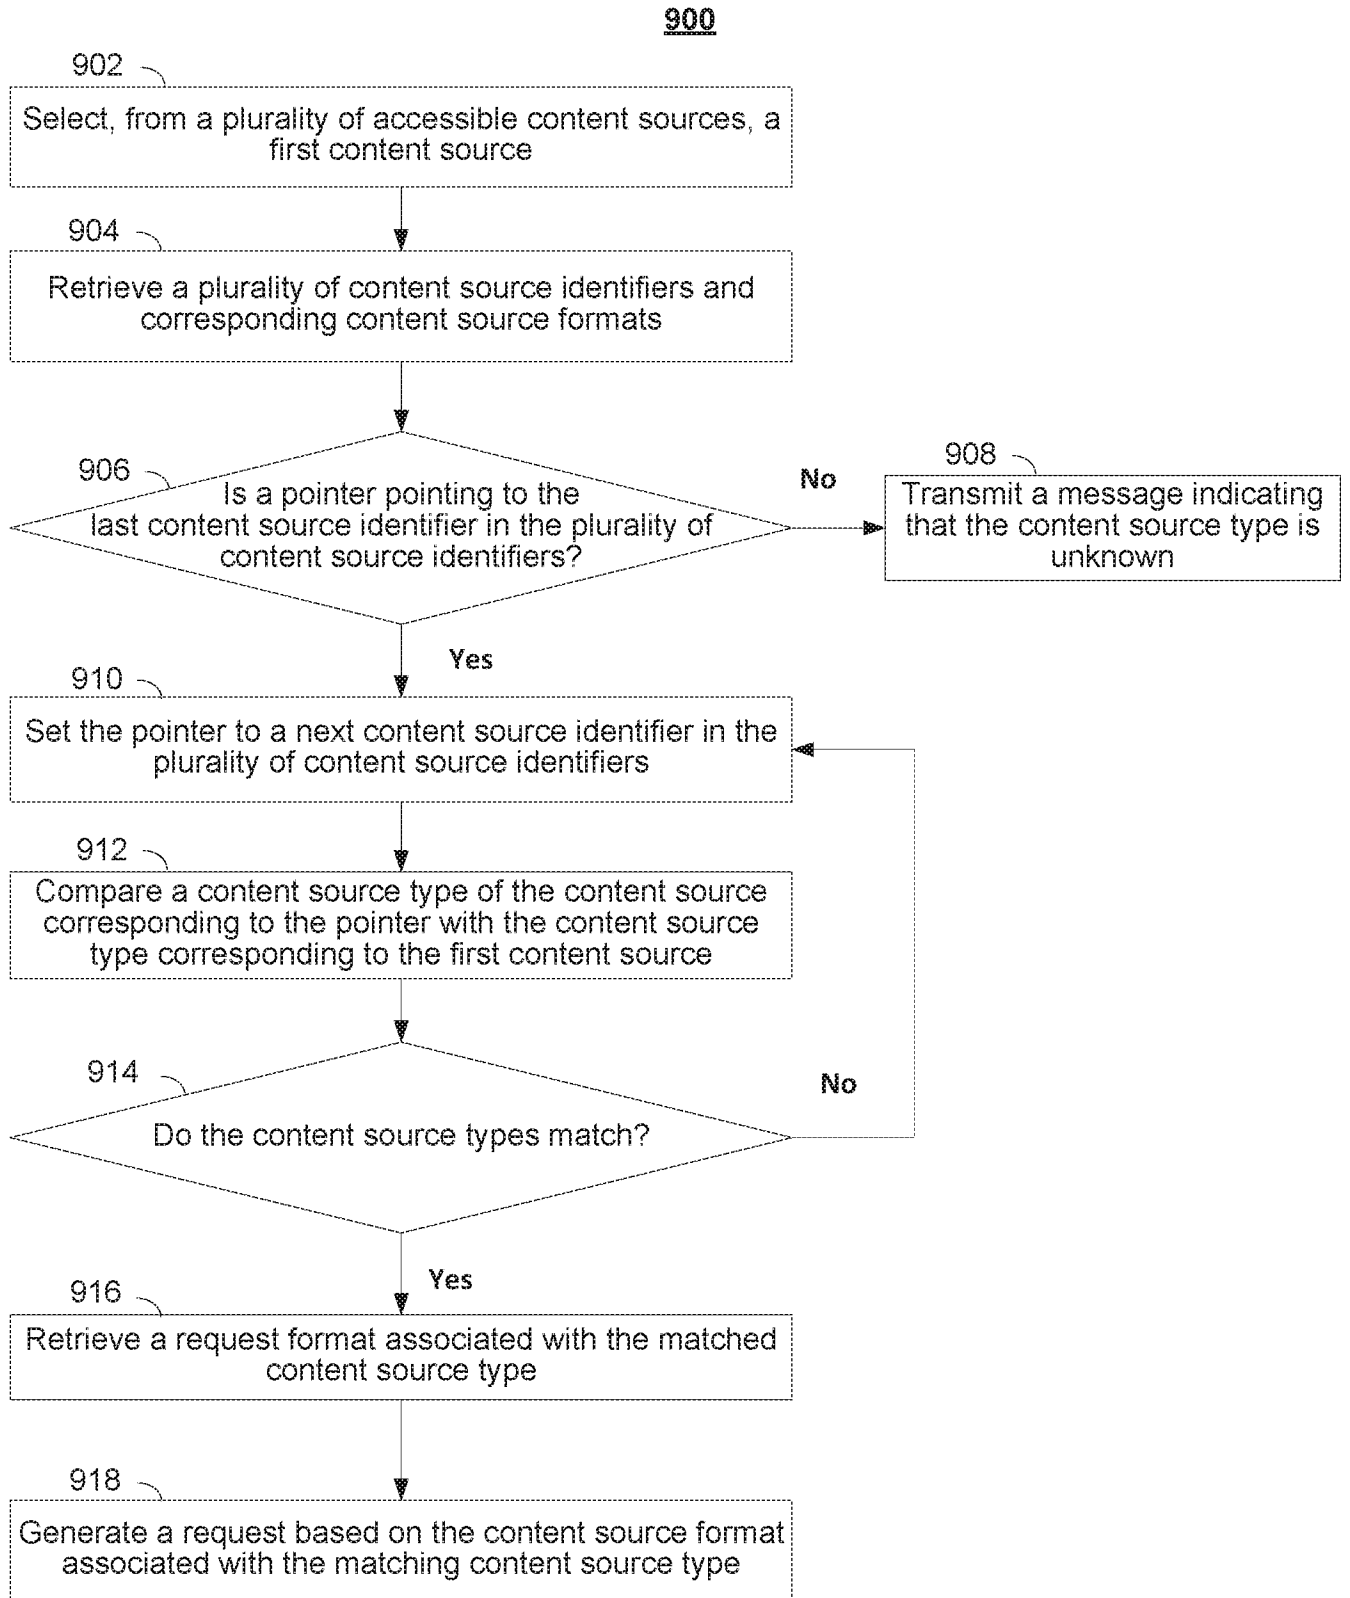 900
902
Select, from a plurality of accessible content sources, a
first content source
904
Retrieve a plurality of content source identifiers and
corresponding content source formats
906
Is a pointer pointing to the
last content source identifier in the plurality of
content source identifiers?
No
908
Transmit a message indicating
that the content source type is
unknown
Yes
910
Set the pointer to a next content source identifier in the
plurality of content source identifiers
912
Compare a content source type of the content source
corresponding to the pointer with the content source
type corresponding to the first content source
914
Do the content source types match?
No
Yes
916
Retrieve a request format associated with the matched
content source type
918
Generate a request based on the content source format
associated with the matching content source type